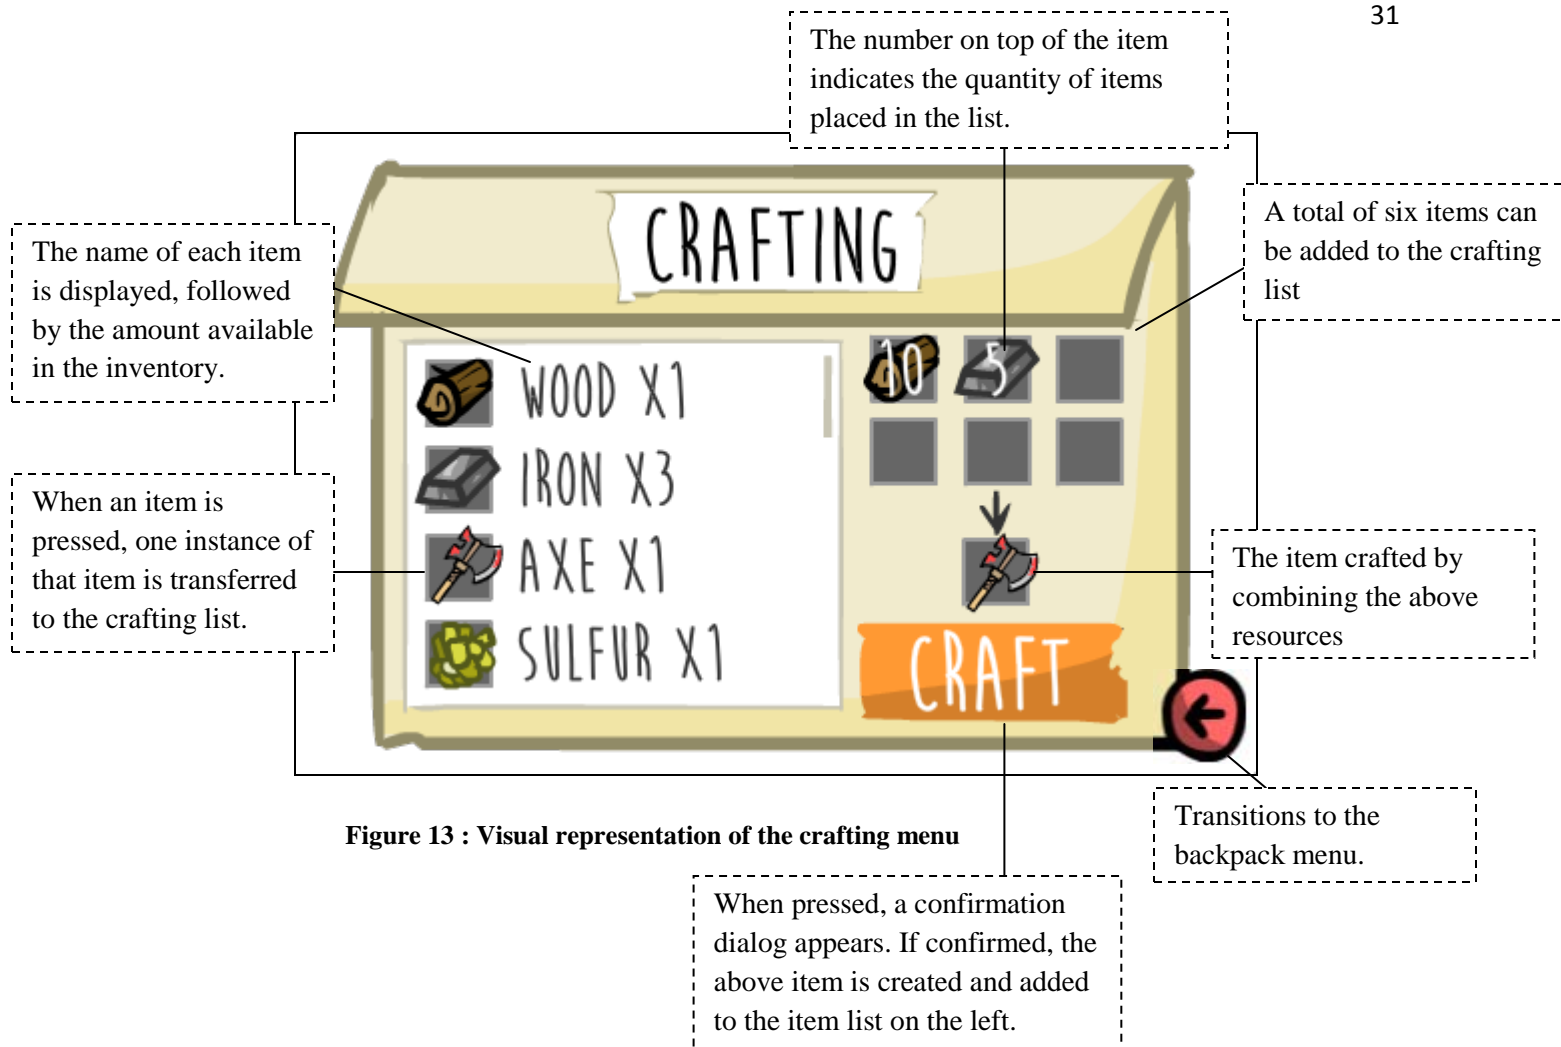 31
The number on top of the item
indicates the quantity of items
placed in the list.
A total of six items can
be added to the crafting
list
The name of each item
is displayed, followed
by the amount available
in the inventory.
When an item is
pressed, one instance of
that item is transferred
to the crafting list.
CRAFTING
WOOD X1
IRON X3
AXE X1
SULFUR X1
10
5
CRAFT
The item crafted by
combining the above
resources
Transitions to the
backpack menu.
Figure 13 : Visual representation of the crafting menu
When pressed, a confirmation
dialog appears. If confirmed, the
above item is created and added
to the item list on the left.